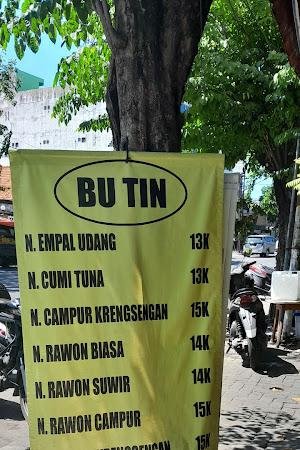 BU TIN
N. EMPAL UDANG 13K
N. CUMI TUNA 13K
N. CAMPUR KRENGSENGAN 15K
N. RAWON BIASA 14K
N. RAWON SUWIR 14K
N. RAWON CAMPUR 15K
15K